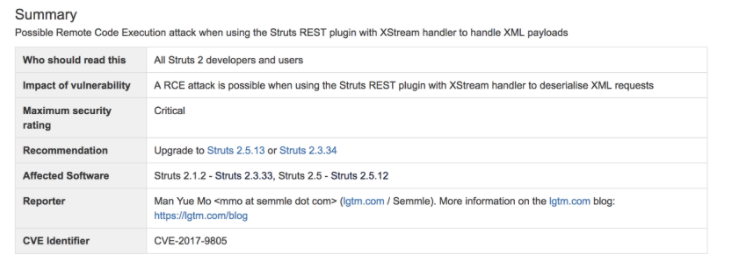 Summary
Possible Remote Code Execution attack when using the Struts REST plugin with XStream handler to handle XML payloads
Who should read this All Struts 2 developers and users
Impact of vulnerability A RCE attack is possible when using the Struts REST plugin with XStream handler to deserialise XML requests
Maximum security Critical
rating
Recommendation Upgrade to Struts 2.5.13 or Struts 2.3.34
Affected Software Struts 2.1.2 - Struts 2.3.33, Struts 2.5 - Struts 2.5.12
Reporter Man Yue Mo <mmo at semmle dot com> (lgtm.com / Semmle). More information on the lgtm.com blog:
https://lgtm.com/blog
CVE Identifier CVE-2017-9805